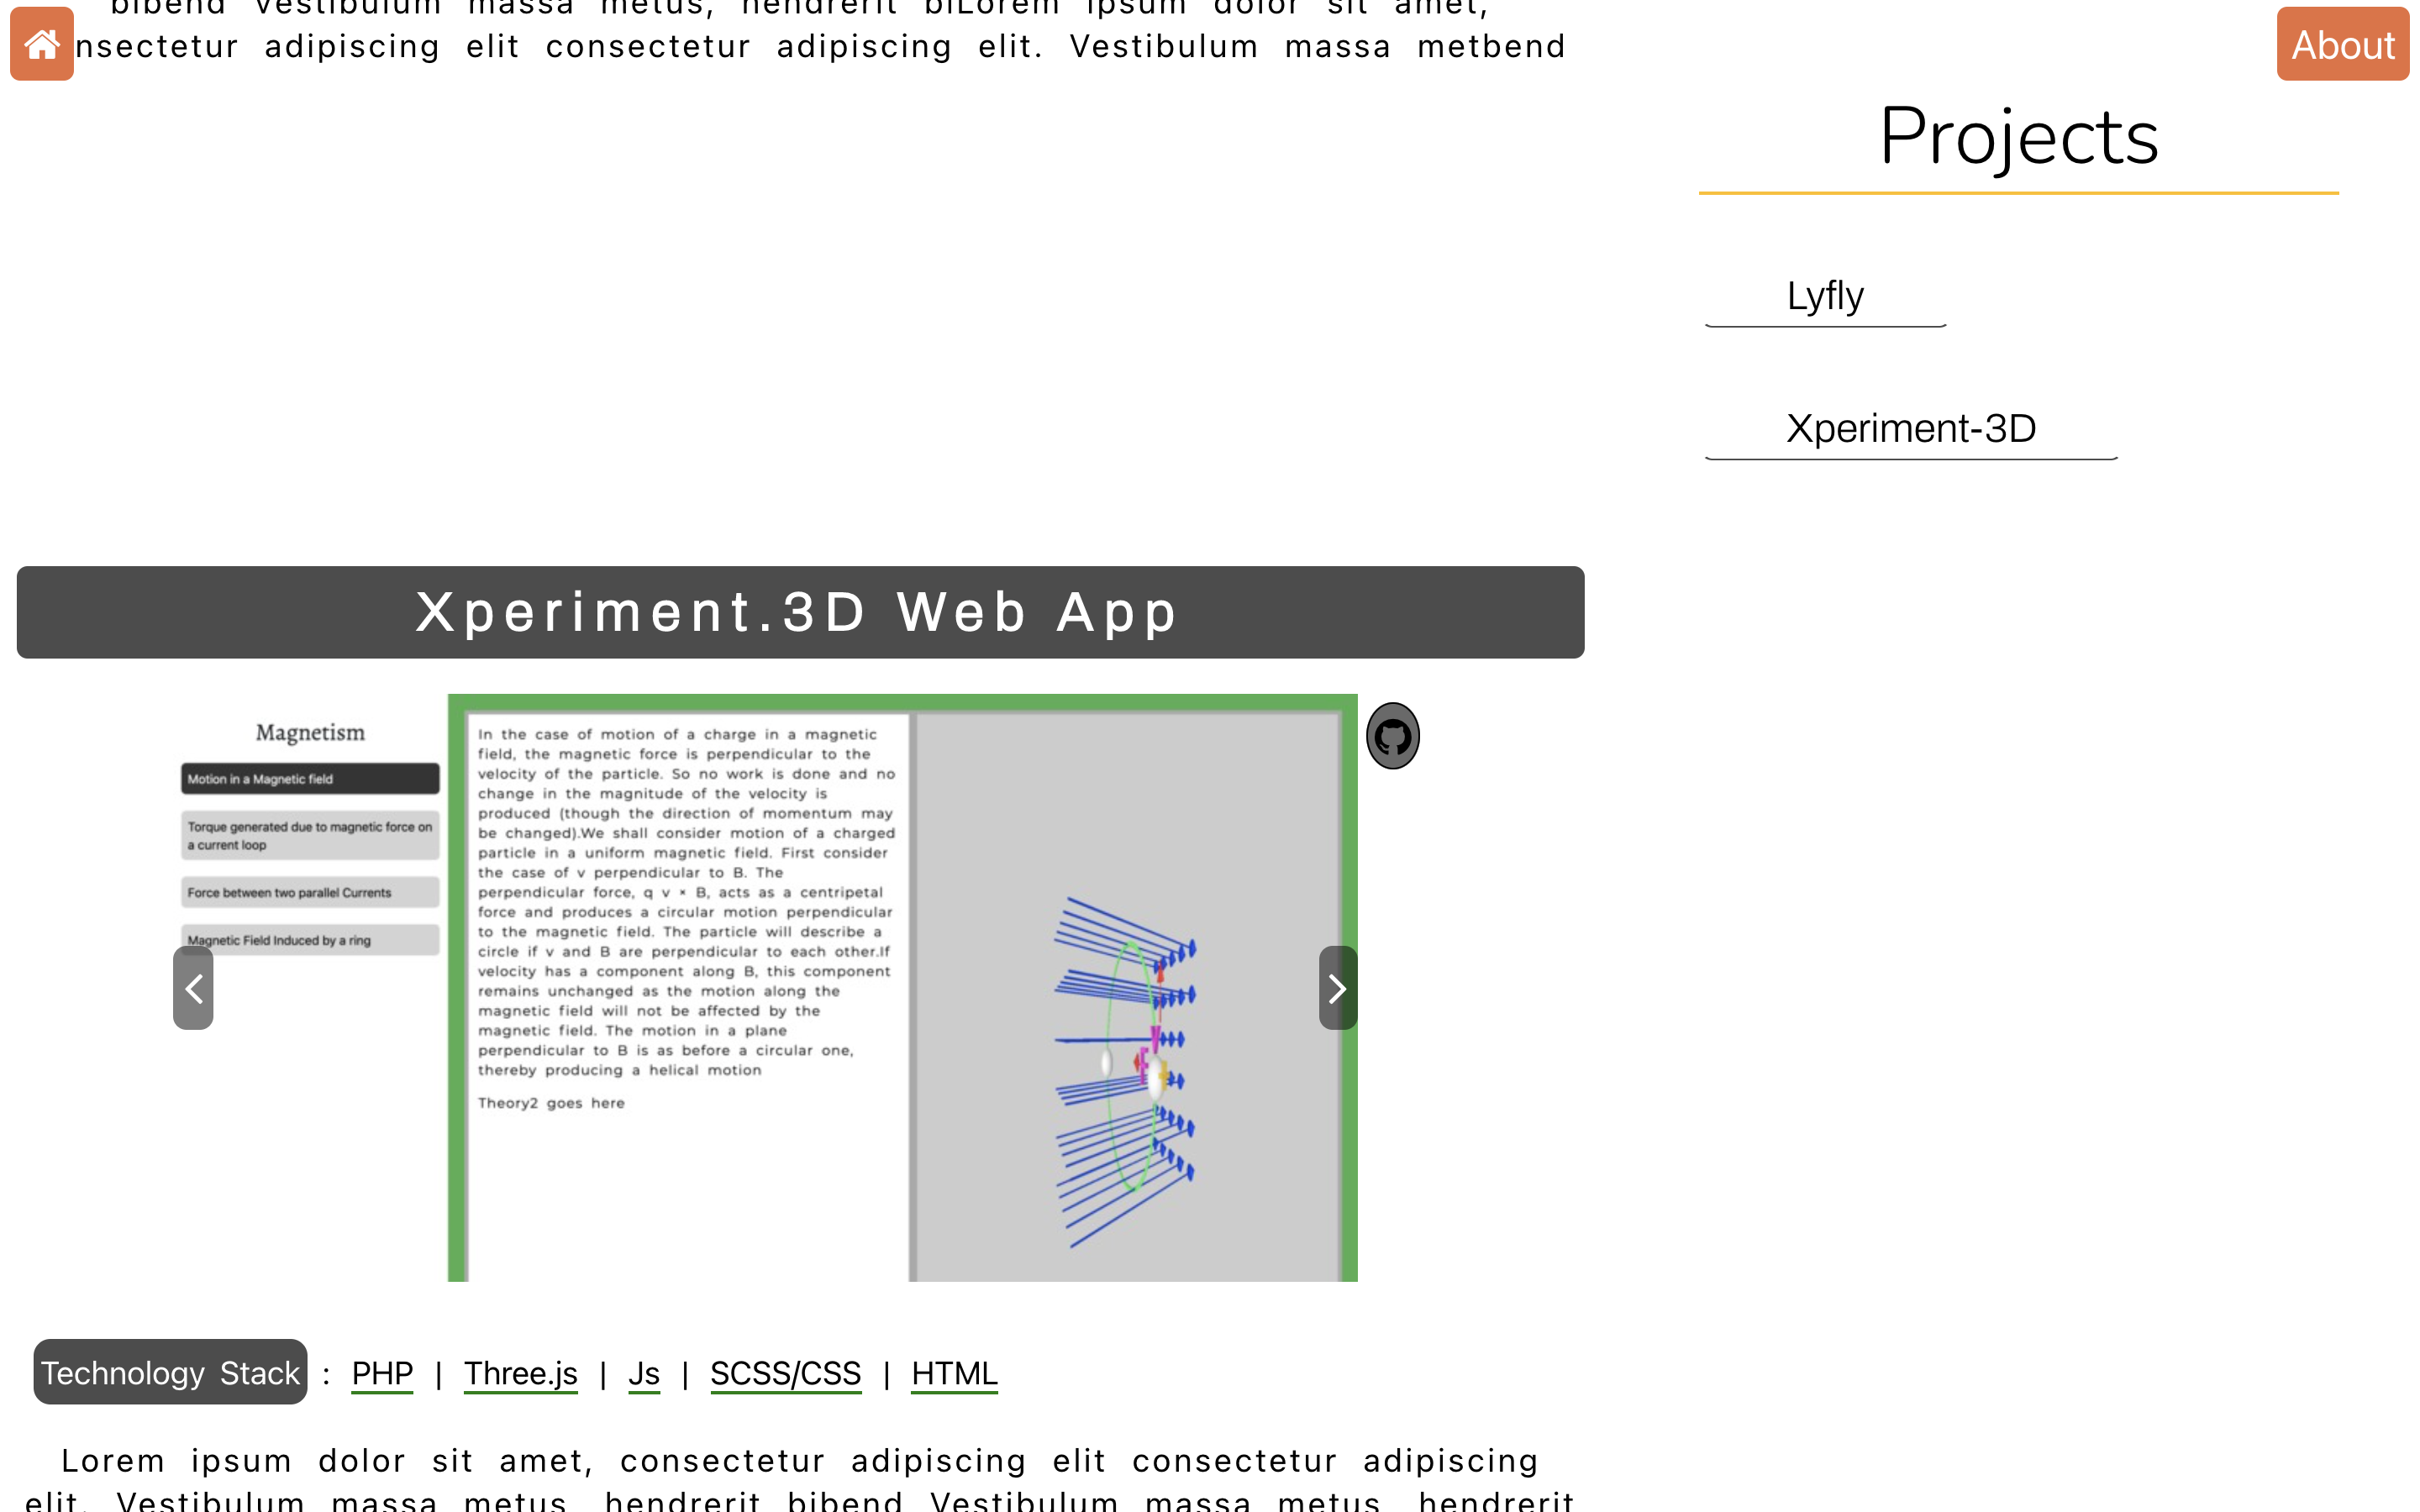 bibend Vestibulum massa metus, hendrerit biLorem ipsum dolor sit amet,
nsectetur adipiscing elit consectetur adipiscing elit. Vestibulum massa metbend
About
Projects
Lyfly
Xperiment-3D
Xperiment.3D Web App
Magnetism
Motion in a Magnetic field
Torque generated due to magnetic force on
a current loop
Force between two parallel Currents
Magnetic Field Induced by a ring
In the case of motion of a charge in a magnetic
field, the magnetic force is perpendicular to the
velocity of the particle. So no work is done and no
change in the magnitude of the velocity is
produced (though the direction of momentum may
be changed).We shall consider motion of a charged
particle in a uniform magnetic field. First consider
the case of v perpendicular to B. The
perpendicular force, q v × B, acts as a centripetal
force and produces a circular motion perpendicular
to the magnetic field. The particle will describe a
circle if v and B are perpendicular to each other.If
velocity has a component along B, this component
remains unchanged as the motion along the
magnetic field will not be affected by the
magnetic field. The motion in a plane
perpendicular to B is as before a circular one,
thereby producing a helical motion
Theory2 goes here
Technology Stack : PHP | Three.js | Js | SCSS/CSS | HTML
Lorem ipsum dolor sit amet, consectetur adipiscing elit consectetur adipiscing
elit. Vestibulum massa metus, hendrerit bibend Vestibulum massa metus, hendrerit